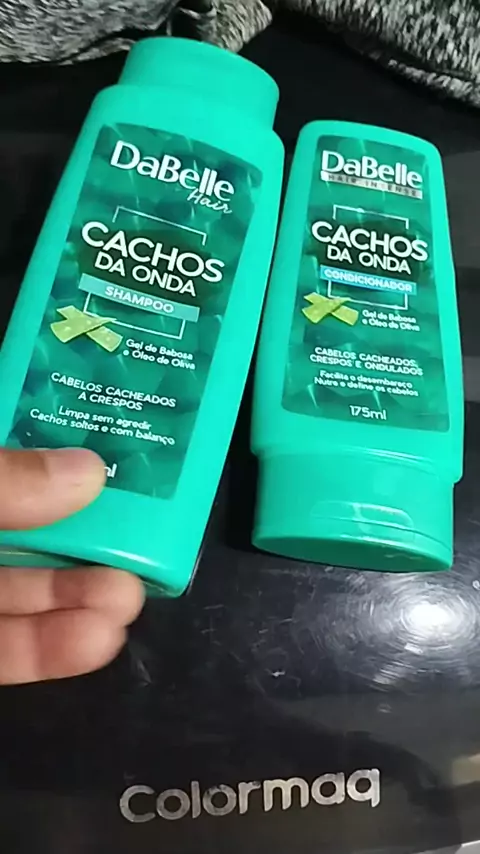 DaBelle
Hair
CACHOS
DA ONDA
SHAMPOO
Gel de Babosa
e Óleo de Oliva
CABELOS CACHEADOS
A CRESPOS
Limpa sem agredir
Cachos soltos e com balanço
ml
DaBelle
HAIR INTENSE
CACHOS
DA ONDA
CONDICIONADOR
Gel de Babosa
e Óleo de Oliva
CABELOS CACHEADOS,
CRESPOS E ONDULADOS
Facilita o desembaraço
Nutre e define os cabelos
175ml
Colormaq